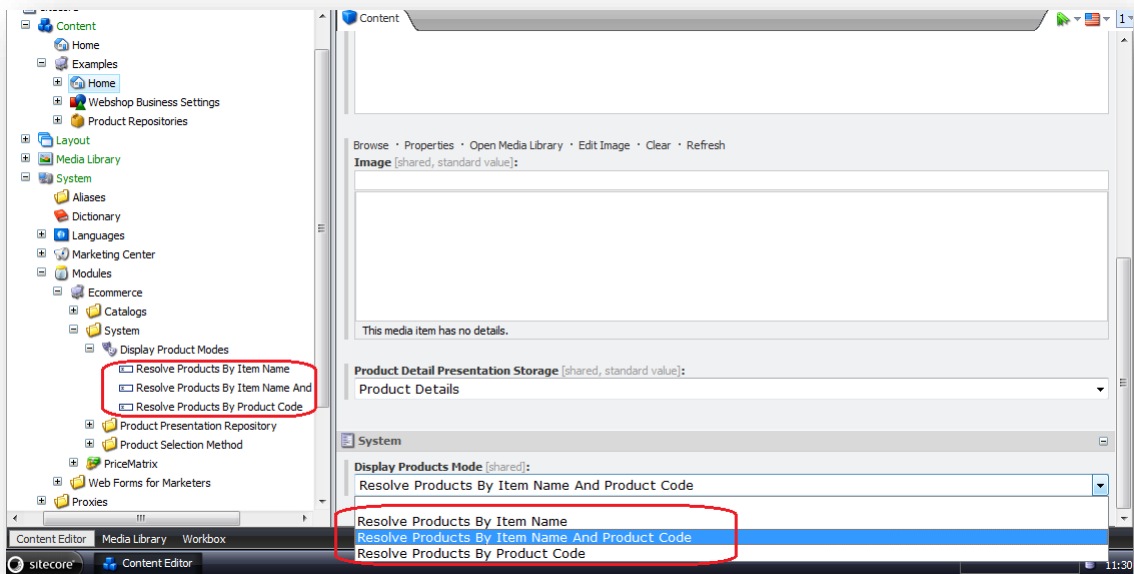 Content
Home
Examples
Home
Webshop Business Settings
Product Repositories
Layout
Media Library
System
Aliases
Dictionary
Languages
Marketing Center
Modules
Ecommerce
Catalogs
System
Display Product Modes
Resolve Products By Item Name
Resolve Products By Item Name And
Resolve Products By Product Code
Product Presentation Repository
Product Selection Method
PriceMatrix
Web Forms for Marketers
Proxies
Content Editor Media Library Workbox
sitecore Content Editor
Content
1
Browse · Properties · Open Media Library · Edit Image · Clear · Refresh
Image [shared, standard value]:
This media item has no details.
Product Detail Presentation Storage [shared, standard value]:
Product Details
System
Display Products Mode [shared]:
Resolve Products By Item Name And Product Code
Resolve Products By Item Name
Resolve Products By Item Name And Product Code
Resolve Products By Product Code
11:30